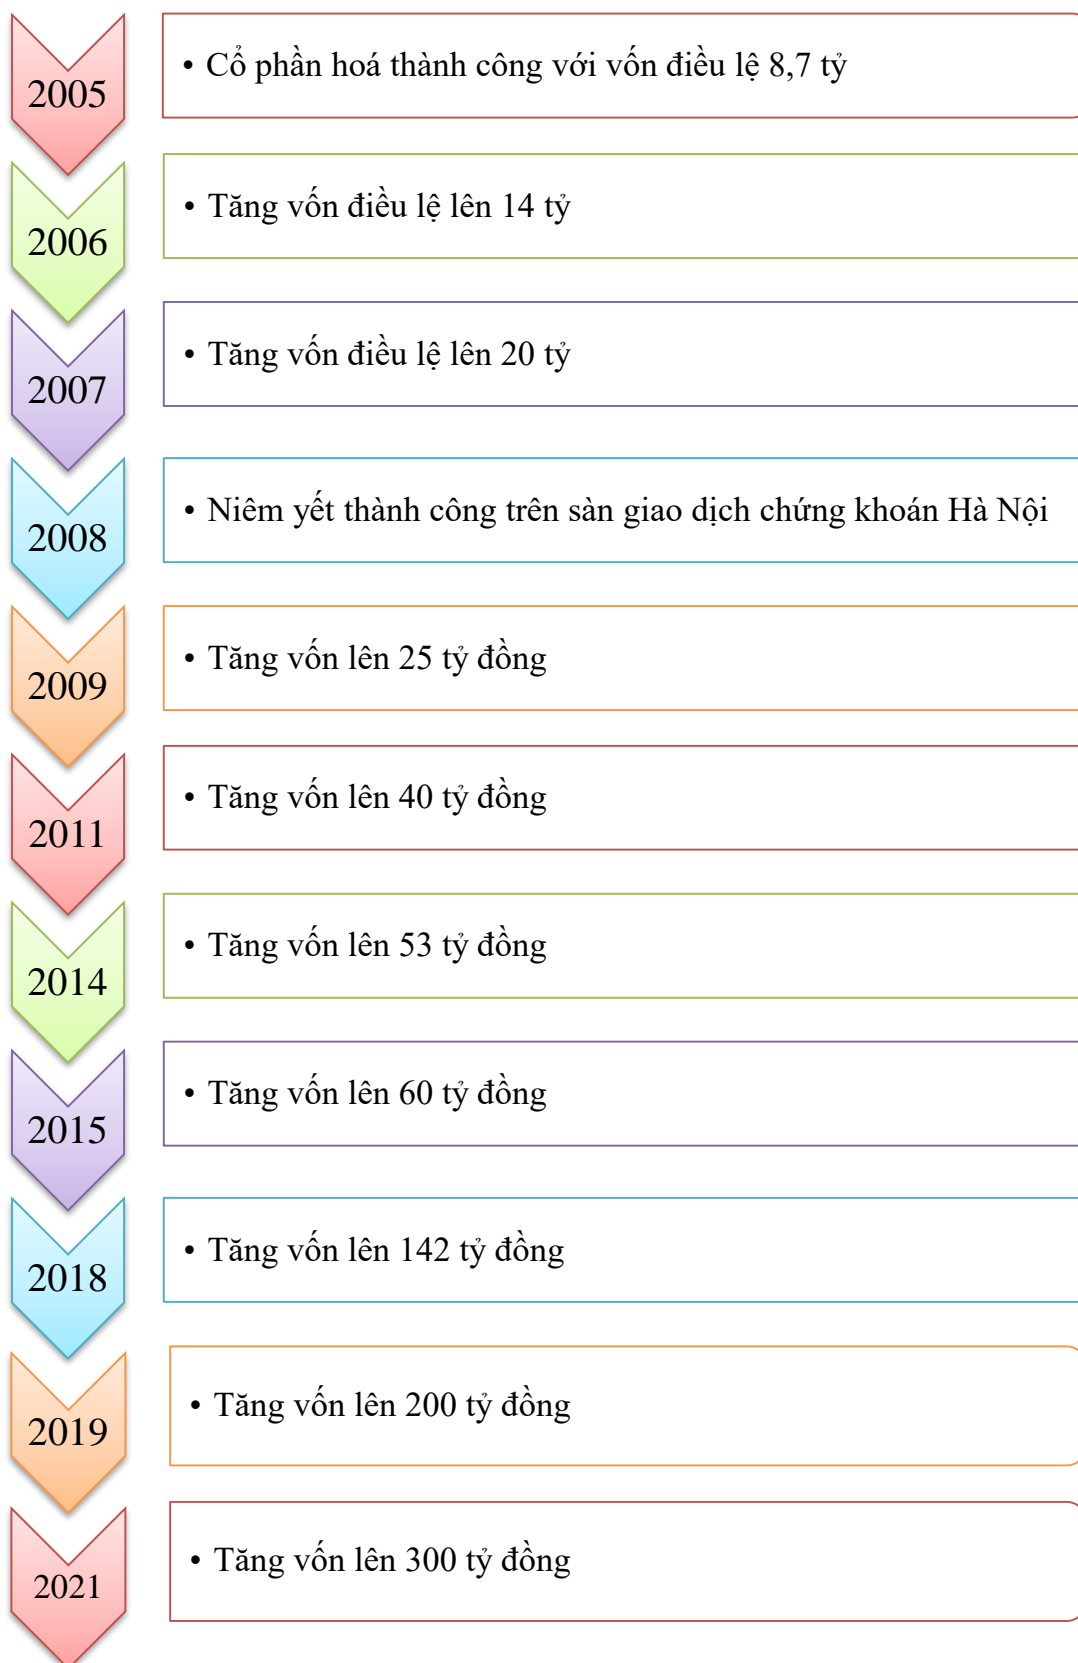 2005
• Cổ phần hoá thành công với vốn điều lệ 8,7 tỷ
2006
• Tăng vốn điều lệ lên 14 tỷ
2007
• Tăng vốn điều lệ lên 20 tỷ
2008
• Niêm yết thành công trên sàn giao dịch chứng khoán Hà Nội
2009
• Tăng vốn lên 25 tỷ đồng
2011
• Tăng vốn lên 40 tỷ đồng
2014
• Tăng vốn lên 53 tỷ đồng
2015
• Tăng vốn lên 60 tỷ đồng
2018
• Tăng vốn lên 142 tỷ đồng
2019
• Tăng vốn lên 200 tỷ đồng
2021
• Tăng vốn lên 300 tỷ đồng